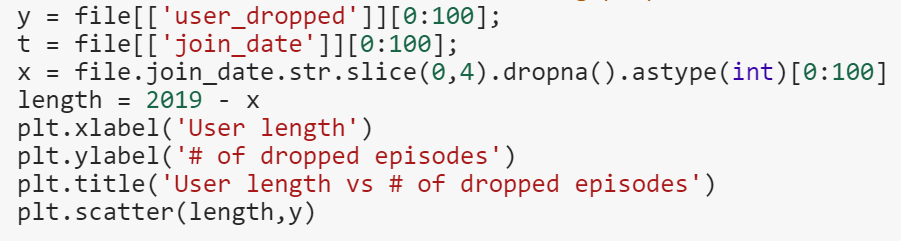 y = file[['user_dropped']][0:100];
t = file[['join_date']][0:100];
x = file.join_date.str.slice(0,4).dropna().astype(int)[0:100]
length = 2019 - x
plt.xlabel('User length')
plt.ylabel('# of dropped episodes')
plt.title('User length vs # of dropped episodes')
plt.scatter(length,y)